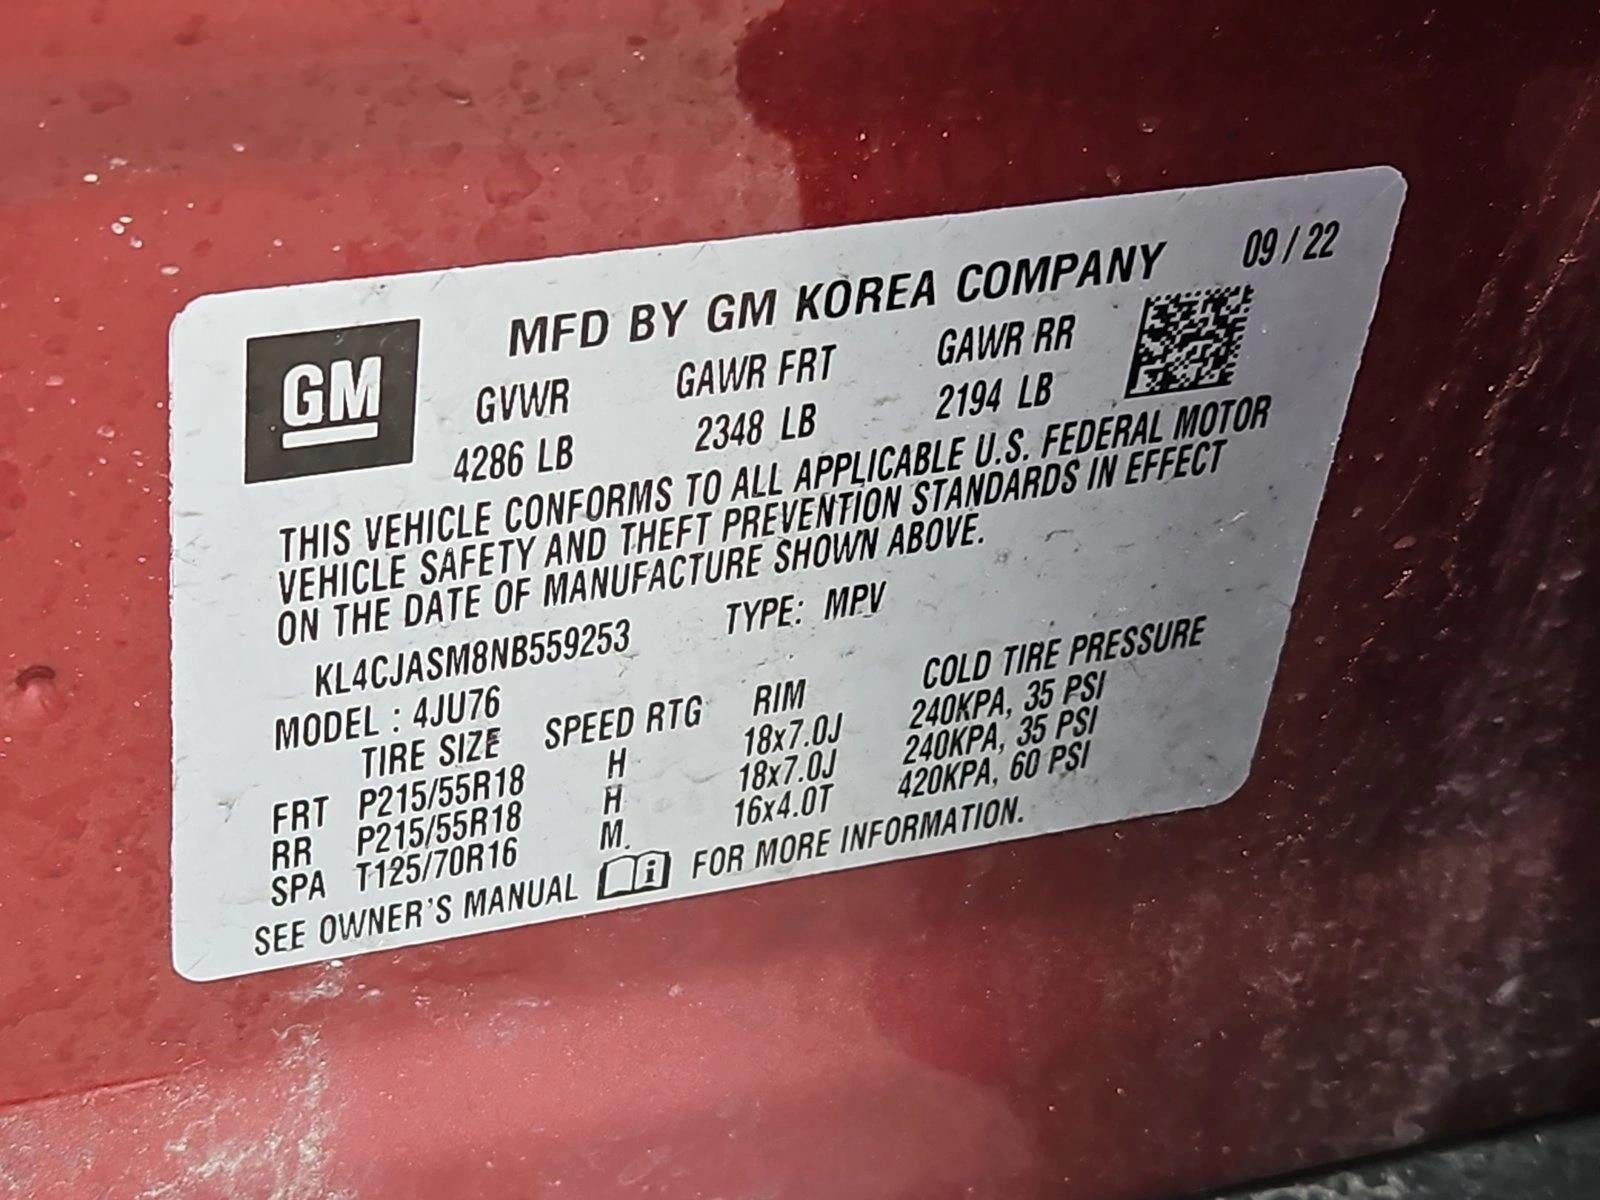 MFD BY GM KOREA COMPANY 09 / 22
GM
GVWR GAWR FRT GAWR RR
4286 LB 2348 LB 2194 LB
THIS VEHICLE CONFORMS TO ALL APPLICABLE U.S. FEDERAL MOTOR
VEHICLE SAFETY AND THEFT PREVENTION STANDARDS IN EFFECT
ON THE DATE OF MANUFACTURE SHOWN ABOVE.
KL4CJASM8NB559253 TYPE: MPV
MODEL : 4JU76
TIRE SIZE SPEED RTG RIM COLD TIRE PRESSURE
FRT P215/55R18 H 18x7.0J 240KPA, 35 PSI
RR P215/55R18 H 18x7.0J 240KPA, 35 PSI
SPA T125/70R16 M 16x4.0T 420KPA, 60 PSI
SEE OWNER'S MANUAL i FOR MORE INFORMATION.